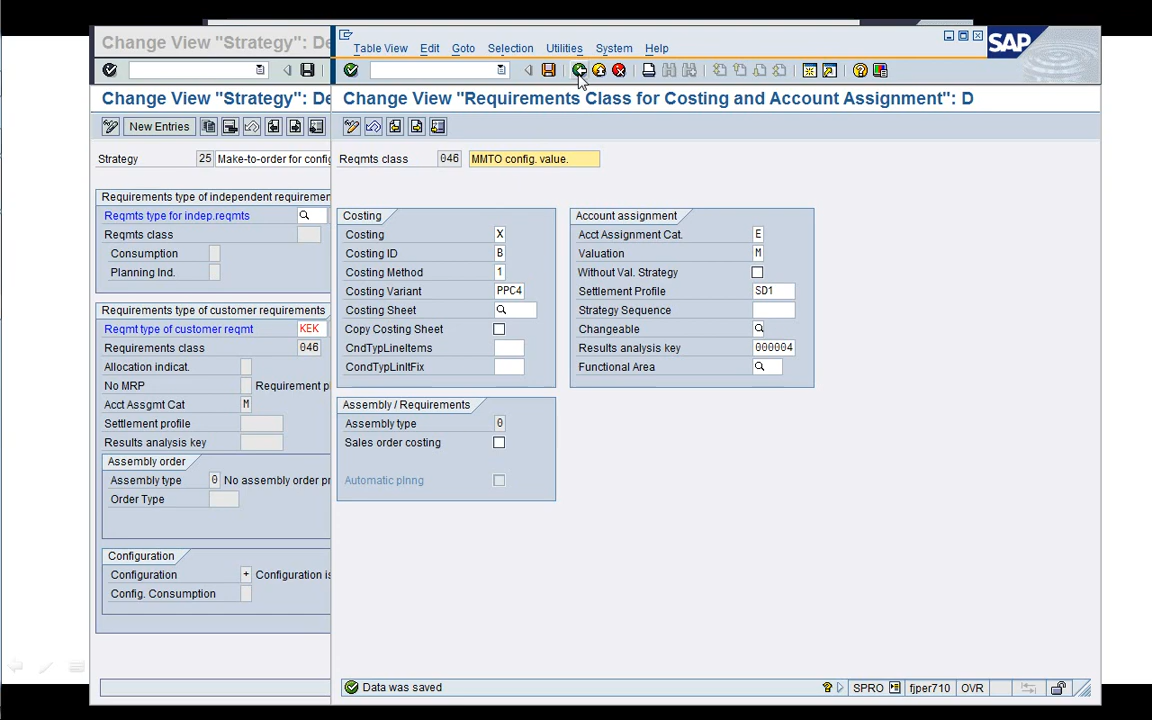 Change View "Strategy": De
Change View "Strategy": De
New Entries
Strategy 25 Make-to-order for config
Requirements type of independent requiremen
Reqmts type for indep.reqmts
Reqmts class
Consumption
Planning Ind.
Requirements type of customer requirements
Reqmt type of customer reqmt KEK
Requirements class 046
Allocation indicat.
No MRP Requirement p
Acct Assgmt Cat M
Settlement profile
Results analysis key
Assembly order
Assembly type 0 No assembly order pr
Order Type
Configuration
Configuration + Configuration is
Config. Consumption
Table View Edit Goto Selection Utilities System Help
SAP
Change View "Requirements Class for Costing and Account Assignment": D
Reqmts class 046 MMTO config. value.
Costing
Costing X
Costing ID B
Costing Method 1
Costing Variant PPC4
Costing Sheet
Copy Costing Sheet
CndTypLineItems
CondTypLinItFix
Account assignment
Acct Assignment Cat. E
Valuation M
Without Val. Strategy
Settlement Profile SD1
Strategy Sequence
Changeable
Results analysis key 000004
Functional Area
Assembly / Requirements
Assembly type 0
Sales order costing
Automatic plnng
Data was saved
SPRO fjper710 OVR